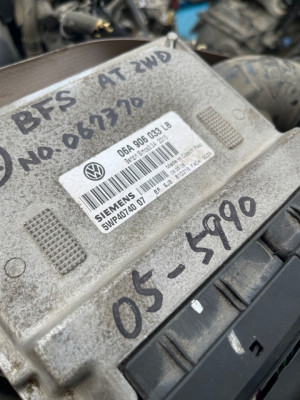 BFS AT 2WD
NO.067370
06A 906 033 LB
SIEMENS
5WP40740 07
05-5990